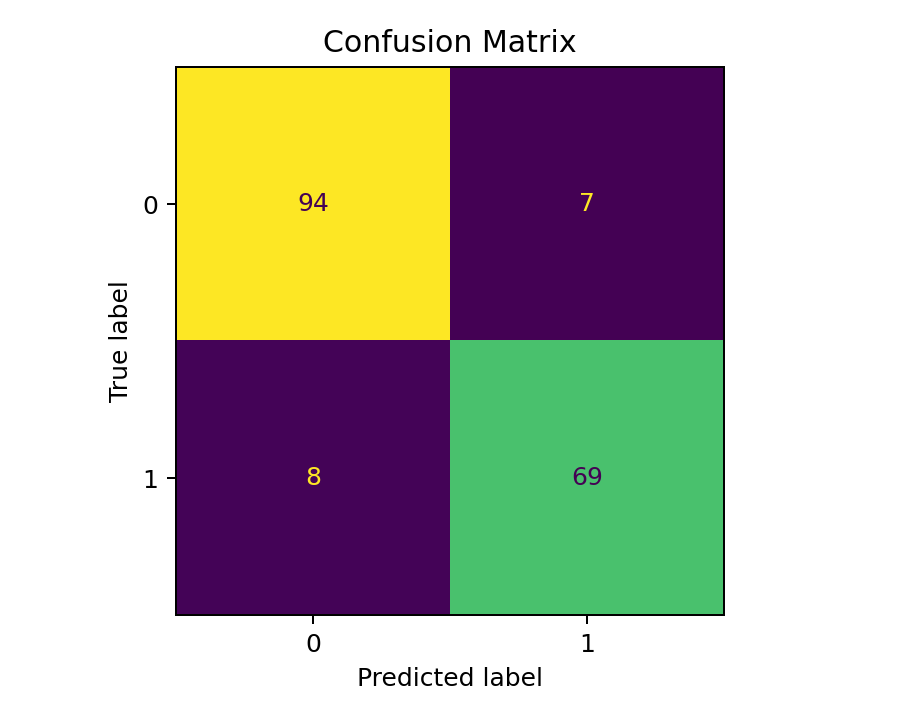 Confusion Matrix
True label
0
94
7
1
8
69
0
1
Predicted label